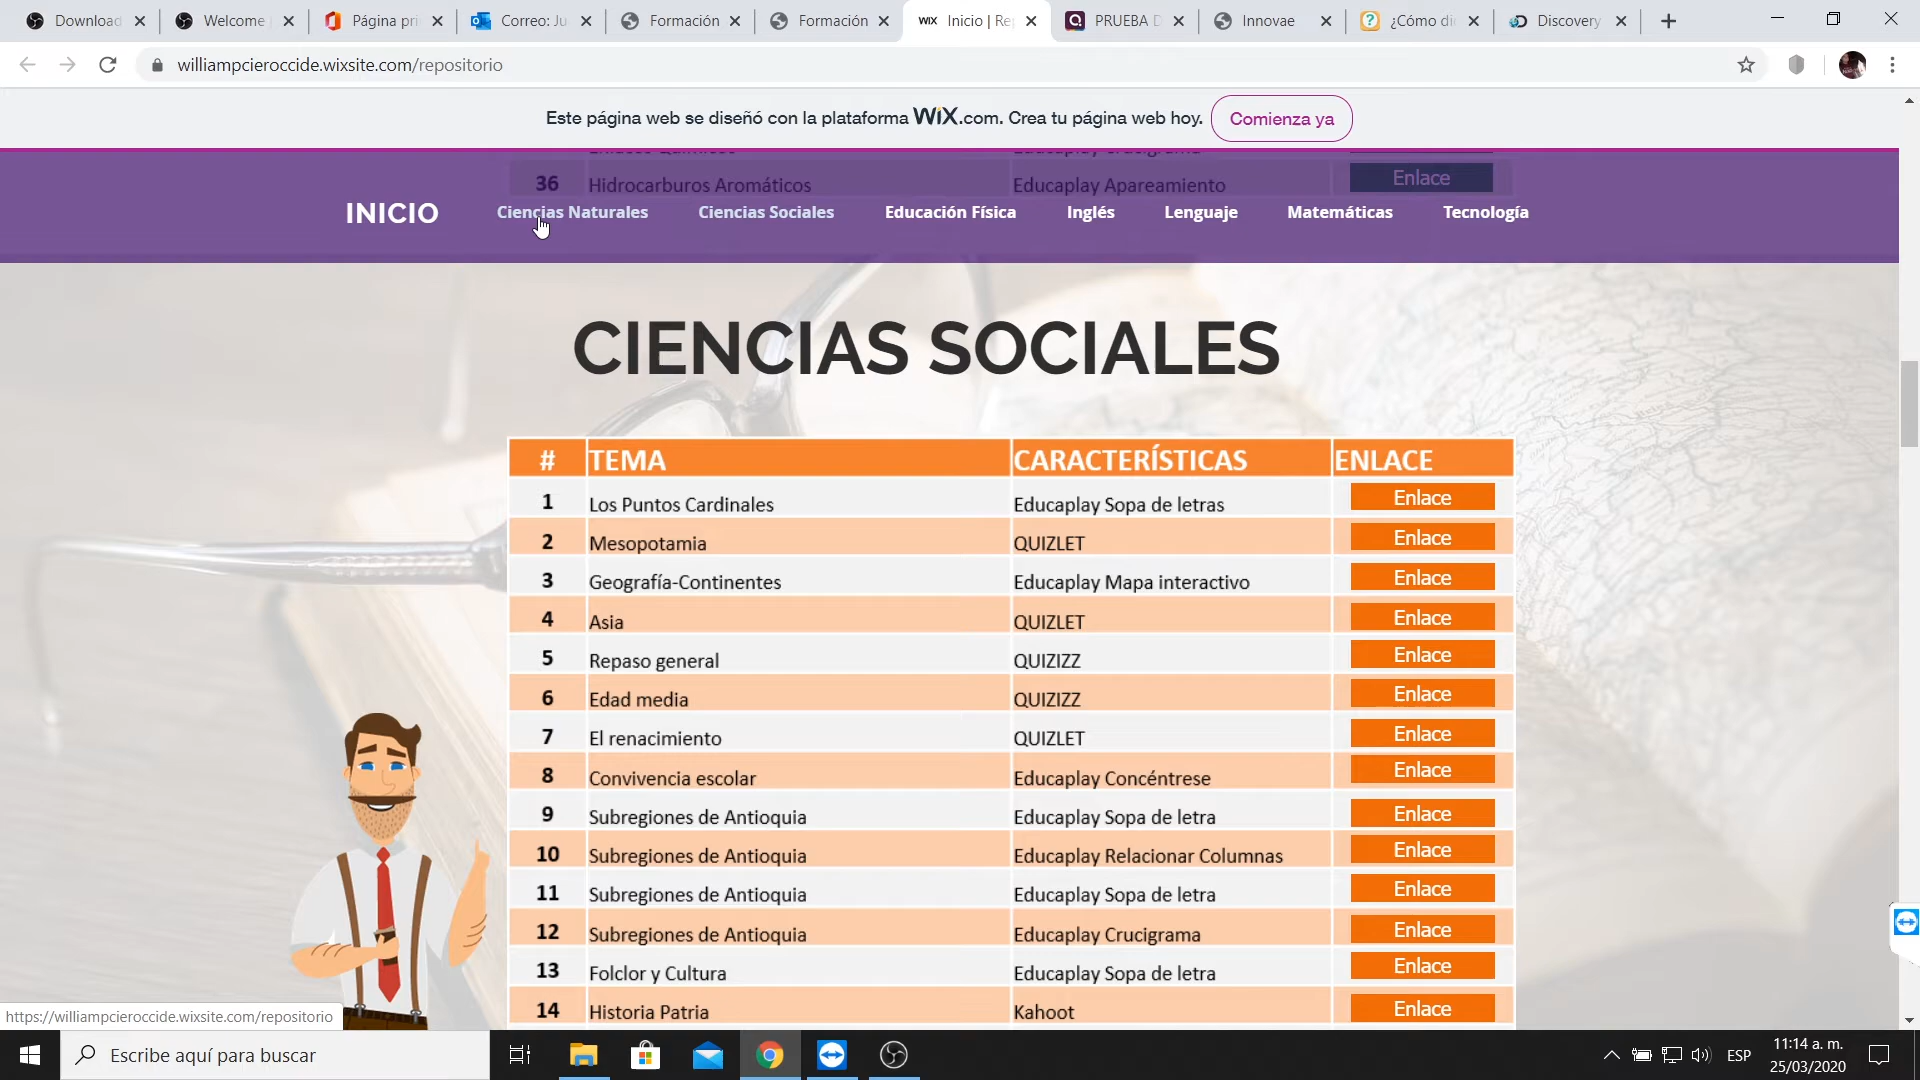 Download
Welcome
Página pri
Correo: Ju
Formación
Formación
WIX Inicio | Re
PRUEBA D
Innovae
¿Cómo di
Discovery
williampcieroccide.wixsite.com/repositorio
Este página web se diseñó con la plataforma WiX.com. Crea tu página web hoy. Comienza ya
36 Hidrocarburos Aromáticos Educaplay Apareamiento Enlace
INICIO Ciencias Naturales Ciencias Sociales Educación Física Inglés Lenguaje Matemáticas Tecnología
CIENCIAS SOCIALES
# TEMA CARACTERÍSTICAS ENLACE
1 Los Puntos Cardinales Educaplay Sopa de letras Enlace
2 Mesopotamia QUIZLET Enlace
3 Geografía-Continentes Educaplay Mapa interactivo Enlace
4 Asia QUIZLET Enlace
5 Repaso general QUIZIZZ Enlace
6 Edad media QUIZIZZ Enlace
7 El renacimiento QUIZLET Enlace
8 Convivencia escolar Educaplay Concéntrese Enlace
9 Subregiones de Antioquia Educaplay Sopa de letra Enlace
10 Subregiones de Antioquia Educaplay Relacionar Columnas Enlace
11 Subregiones de Antioquia Educaplay Sopa de letra Enlace
12 Subregiones de Antioquia Educaplay Crucigrama Enlace
13 Folclor y Cultura Educaplay Sopa de letra Enlace
14 Historia Patria Kahoot Enlace
https://williampcieroccide.wixsite.com/repositorio
Escribe aquí para buscar
ESP
11:14 a. m.
25/03/2020